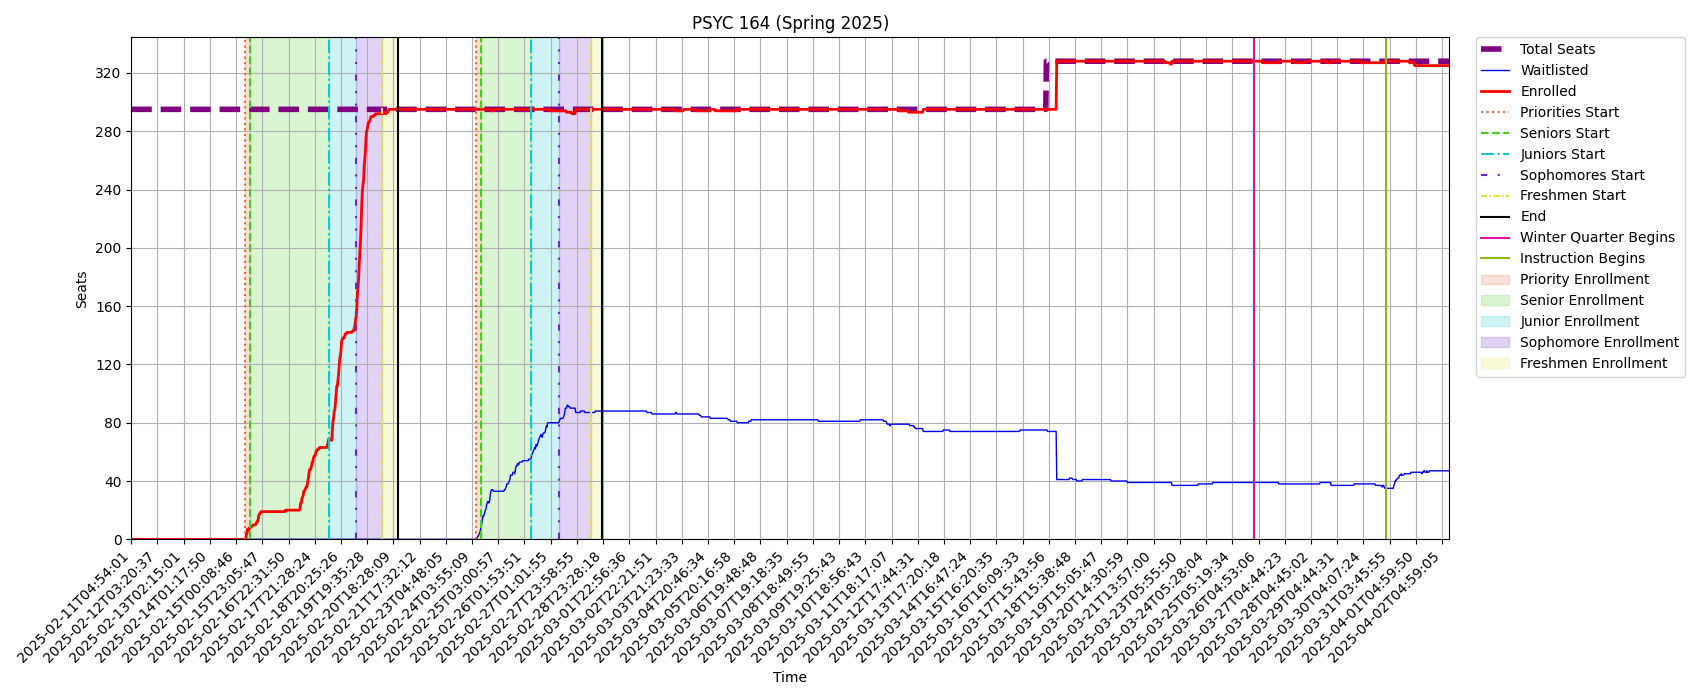 PSYC 164 (Spring 2025)
Seats
320
280
240
200
160
120
80
40
0
2025-02-11T04:54:01
2025-02-12T03:20:37
2025-02-13T02:15:01
2025-02-14T01:17:50
2025-02-15T00:08:46
2025-02-15T23:05:47
2025-02-16T22:31:50
2025-02-17T21:28:24
2025-02-18T20:25:26
2025-02-19T19:35:28
2025-02-20T18:28:09
2025-02-21T17:32:12
2025-02-23T04:48:05
2025-02-24T03:55:09
2025-02-25T03:00:57
2025-02-26T01:53:51
2025-02-27T01:01:55
2025-02-27T23:58:55
2025-02-28T23:28:18
2025-03-01T22:56:36
2025-03-02T22:21:51
2025-03-03T21:23:33
2025-03-04T20:46:34
2025-03-05T20:16:58
2025-03-06T19:48:48
2025-03-07T19:18:35
2025-03-08T18:49:55
2025-03-09T19:25:43
2025-03-10T18:56:43
2025-03-11T18:17:07
2025-03-12T17:44:31
2025-03-13T17:20:18
2025-03-14T16:47:24
2025-03-15T16:20:35
2025-03-16T16:09:33
2025-03-17T15:43:56
2025-03-18T15:38:48
2025-03-19T15:05:47
2025-03-20T14:30:59
2025-03-21T13:57:00
2025-03-23T05:55:50
2025-03-24T05:28:04
2025-03-25T05:19:34
2025-03-26T04:53:06
2025-03-27T04:44:23
2025-03-28T04:45:02
2025-03-29T04:44:31
2025-03-30T04:07:24
2025-03-31T03:45:55
2025-04-01T04:59:50
2025-04-02T04:59:05
Time
Total Seats
Waitlisted
Enrolled
Priorities Start
Seniors Start
Juniors Start
Sophomores Start
Freshmen Start
End
Winter Quarter Begins
Instruction Begins
Priority Enrollment
Senior Enrollment
Junior Enrollment
Sophomore Enrollment
Freshmen Enrollment